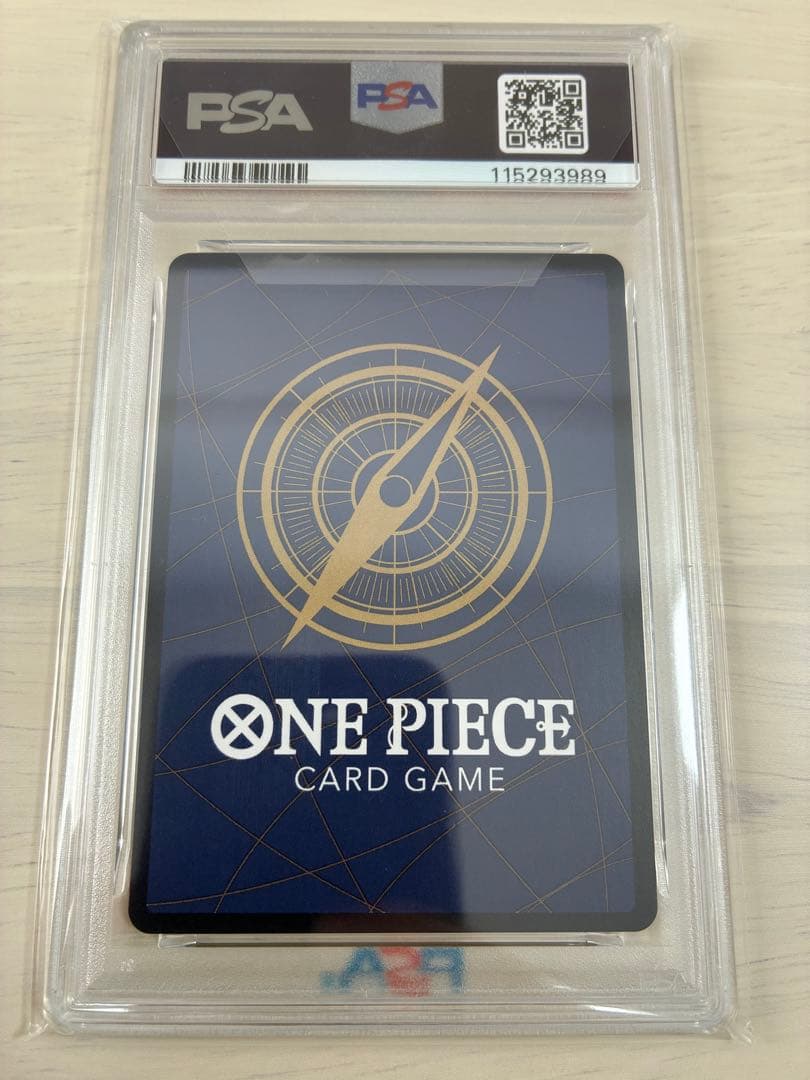 PSA
PSA
115293989
ONE PIECE
CARD GAME
PSA